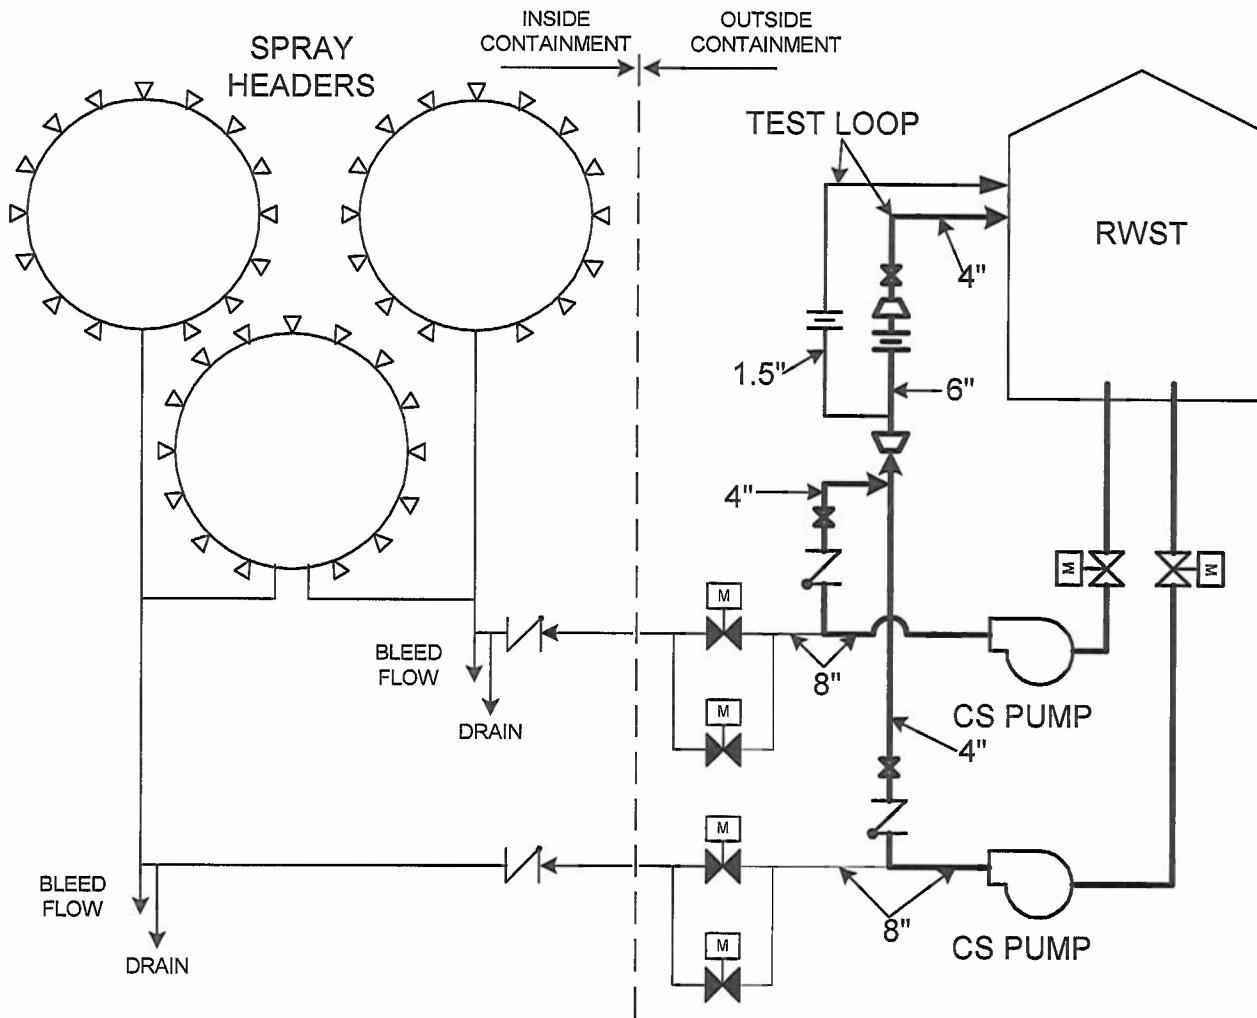 INSIDE
CONTAINMENT
OUTSIDE
CONTAINMENT
SPRAY
HEADERS
TEST LOOP
RWST
4"
1.5"
6"
4"
M
M
M
BLEED
FLOW
8"
CS PUMP
DRAIN
M
4"
M
BLEED
FLOW
8"
CS PUMP
DRAIN
M